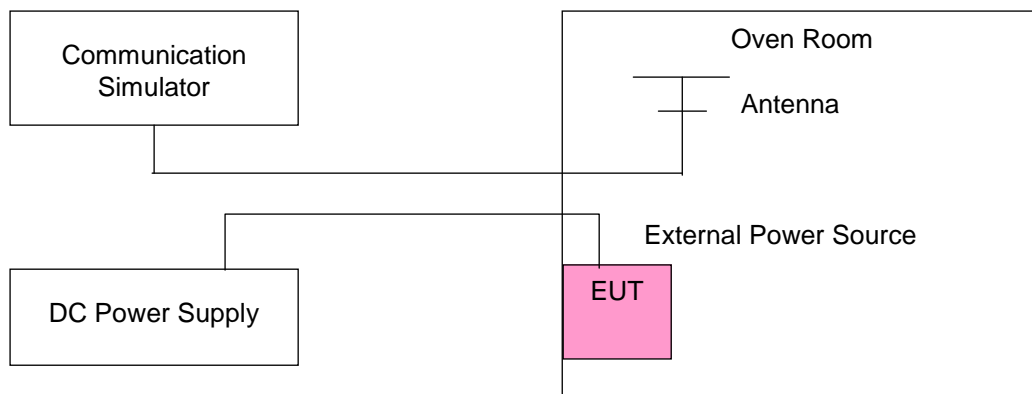 Communication
Simulator
Oven Room
Antenna
External Power Source
DC Power Supply
EUT